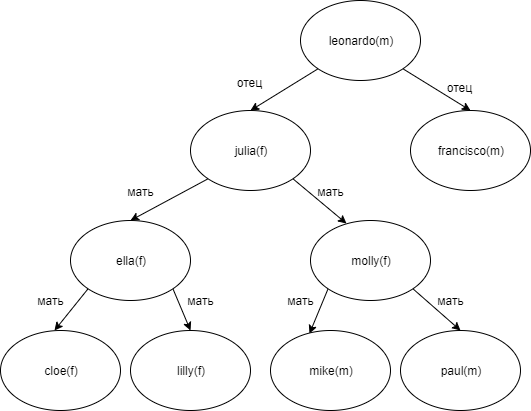 leonardo(m)
отец
отец
julia(f)
francisco(m)
мать
мать
ella(f)
molly(f)
мать
мать
мать
мать
cloe(f)
lilly(f)
mike(m)
paul(m)